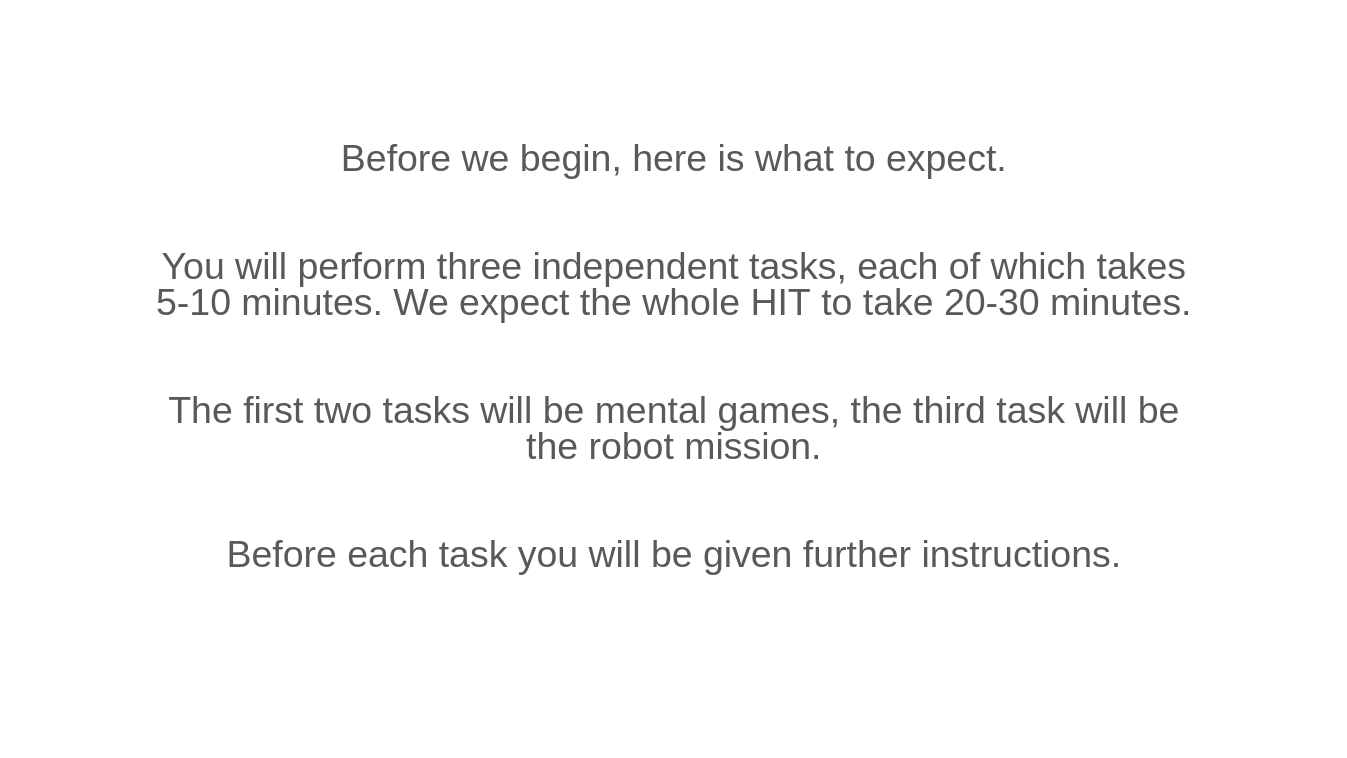 Before we begin, here is what to expect.
You will perform three independent tasks, each of which takes
5-10 minutes. We expect the whole HIT to take 20-30 minutes.
The first two tasks will be mental games, the third task will be
the robot mission.
Before each task you will be given further instructions.